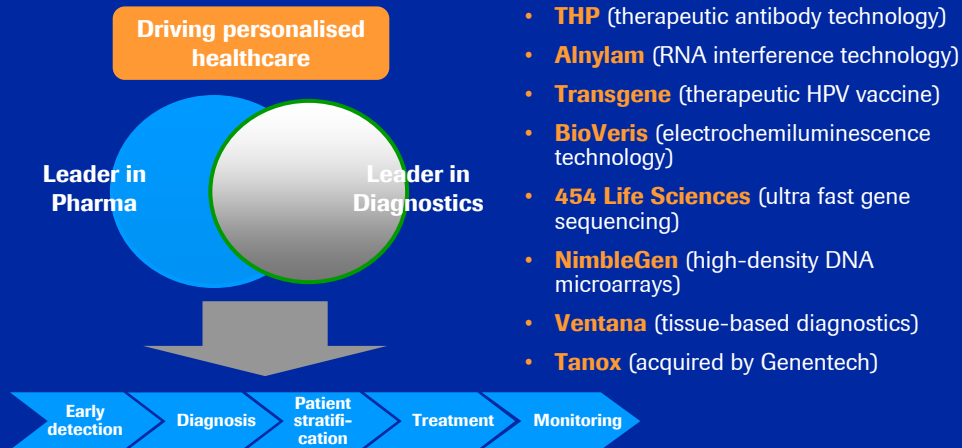 Driving personalised
healthcare
Leader in
Pharma
Leader in
Diagnostics
Early
detection
Diagnosis
Patient
stratifi-
cation
Treatment
Monitoring
• THP (therapeutic antibody technology)
• Alnylam (RNA interference technology)
• Transgene (therapeutic HPV vaccine)
• BioVeris (electrochemiluminescence
technology)
• 454 Life Sciences (ultra fast gene
sequencing)
• NimbleGen (high-density DNA
microarrays)
• Ventana (tissue-based diagnostics)
• Tanox (acquired by Genentech)